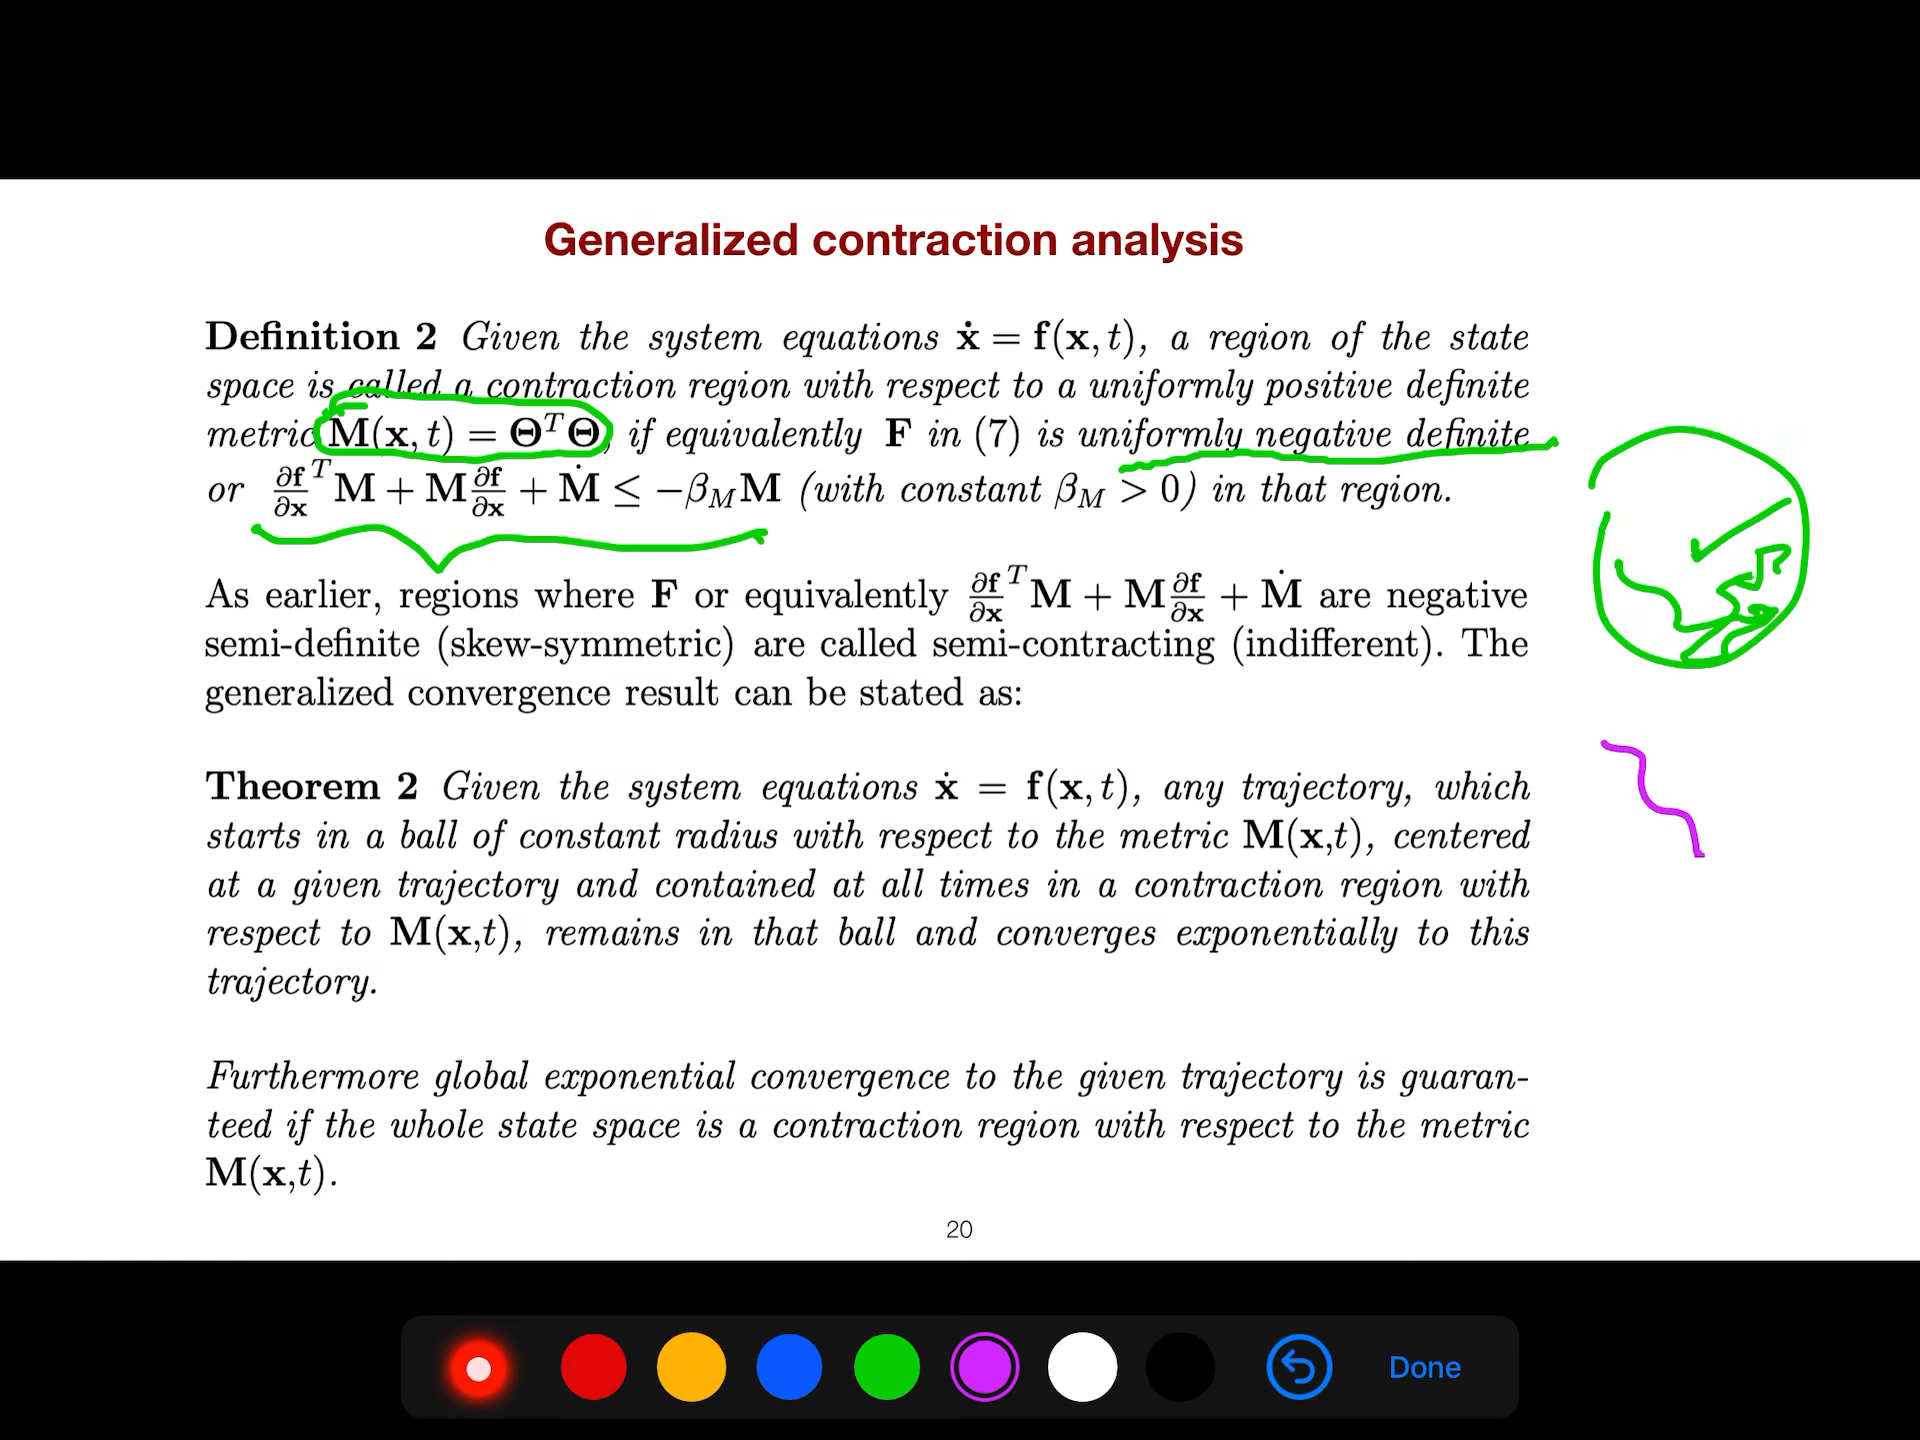 Generalized contraction analysis
Definition 2 Given the system equations ẋ = f(x, t), a region of the state
space is called a contraction region with respect to a uniformly positive definite
metric M(x, t) = Θ^T Θ, if equivalently F in (7) is uniformly negative definite
or ∂f/∂x^T M + M ∂f/∂x + Ṁ ≤ −β_M M (with constant β_M > 0) in that region.
As earlier, regions where F or equivalently ∂f/∂x^T M + M ∂f/∂x + Ṁ are negative
semi-definite (skew-symmetric) are called semi-contracting (indifferent). The
generalized convergence result can be stated as:
Theorem 2 Given the system equations ẋ = f(x, t), any trajectory, which
starts in a ball of constant radius with respect to the metric M(x,t), centered
at a given trajectory and contained at all times in a contraction region with
respect to M(x,t), remains in that ball and converges exponentially to this
trajectory.
Furthermore global exponential convergence to the given trajectory is guaran-
teed if the whole state space is a contraction region with respect to the metric
M(x,t).
20
Done